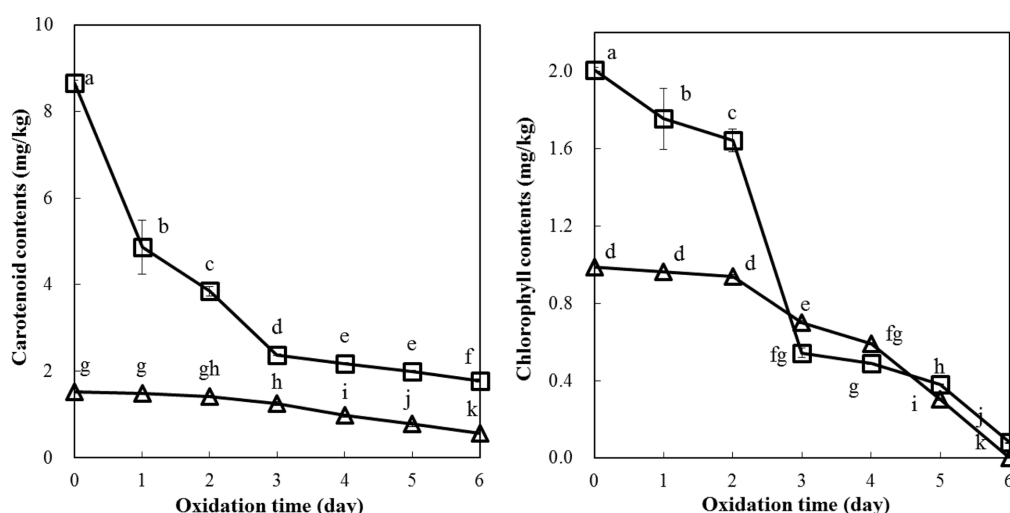 10
8
6
4
2
0
Carotenoid contents (mg/kg)
a
b
c
d
e
e
f
g
g
gh
h
i
j
k
0 1 2 3 4 5 6
Oxidation time (day)
2.0
1.6
1.2
0.8
0.4
0.0
Chlorophyll contents (mg/kg)
a
b
c
d
d
d
e
fg
fg
g
h
i
j
k
0 1 2 3 4 5 6
Oxidation time (day)